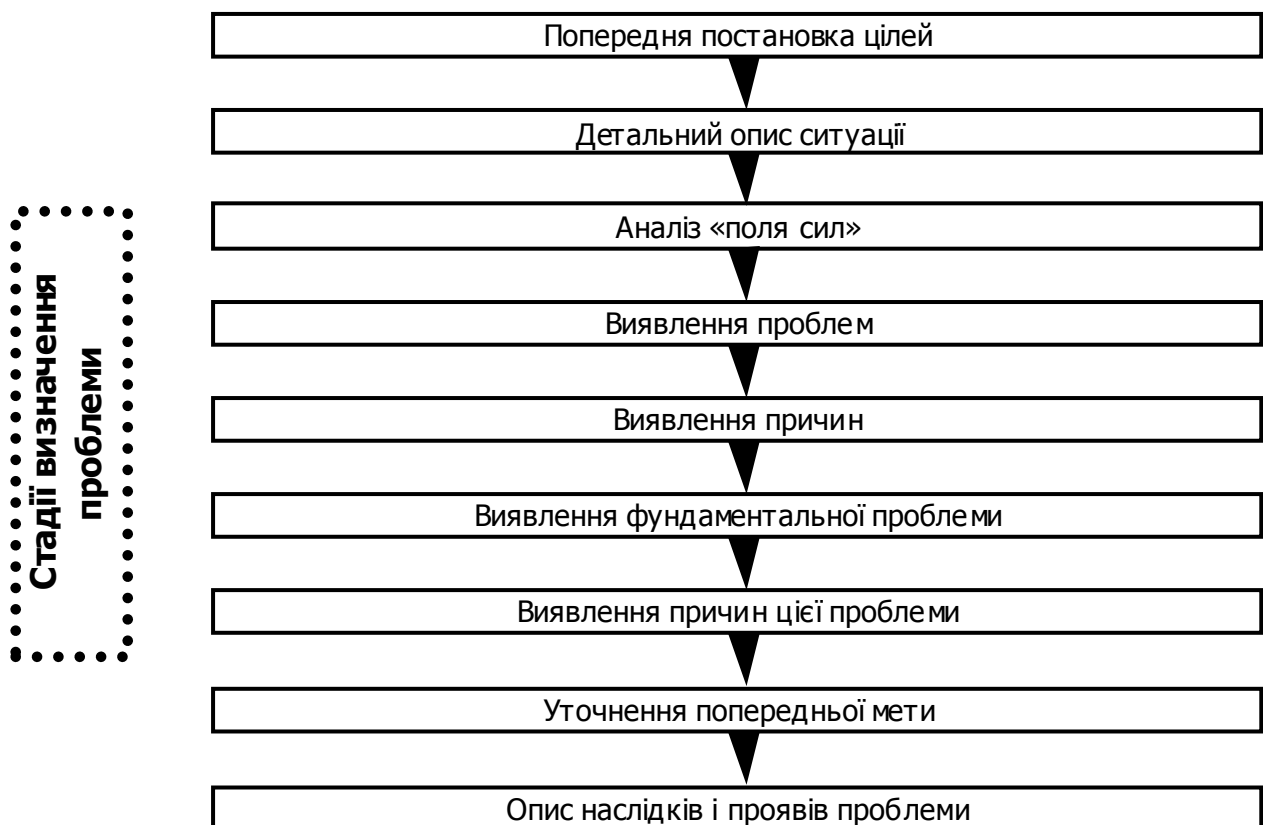 Попередня постановка цілей
Детальний опис ситуації
Аналіз «поля сил»
Виявлення проблем
Виявлення причин
Виявлення фундаментальної проблеми
Виявлення причин цієї проблеми
Уточнення попередньої мети
Опис наслідків і проявів проблеми
Стадії визначення
проблеми